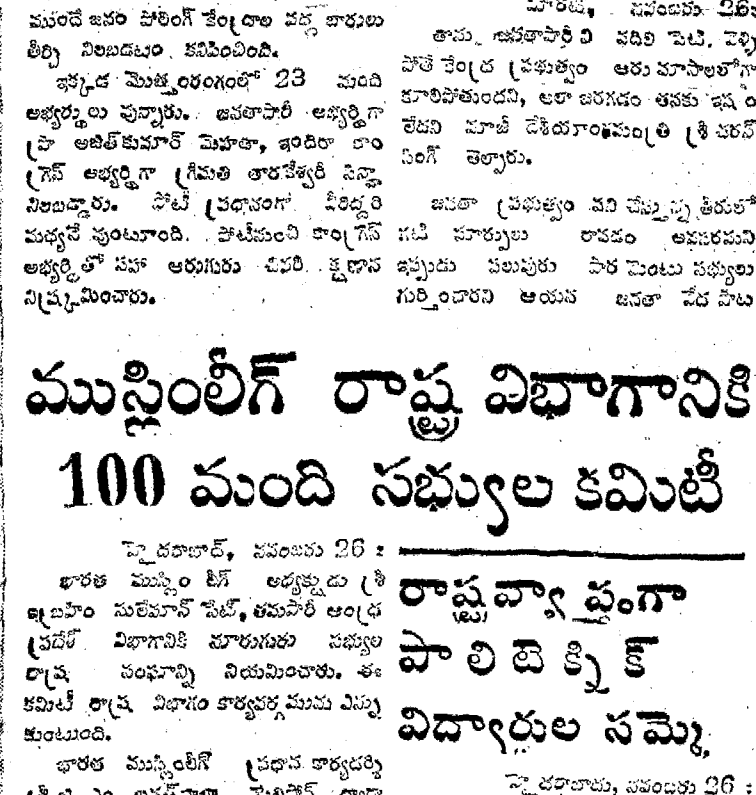 ముందే జనం పోలింగ్ కేంద్రాల వద్ద బారులు
తీర్చి నిలబడటం కనిపించింది.
ఇక్కడ మొత్తంరంగంలో 23 మంది
అభ్యర్థులు వున్నారు. జనతాపార్టీ అభ్యర్థిగా
ప్రొ అజిత్‌కుమార్ మెహతా, ఇందిరా కాం
గ్రెస్ అభ్యర్థిగా శ్రీమతి తారకేశ్వరీ సిన్హా
నిలబడ్డారు. పోటీ ప్రధానంగా వీరిద్దరి
మధ్యనే వుంటూంది. పోటీనుంచి కాంగ్రెస్
అభ్యర్థితో సహా ఆరుగురు చివరి క్షణాన
నిష్క్రమించారు.
నవంబరు 26:
తాను జనతాపార్టీ ని వదిలి పెట్టి వెళ్ళి
పోతే కేంద్ర ప్రభుత్వం ఆరు మాసాలలోగా
కూలిపోతుందని, అలా జరగడం తనకు ఇష్టం
లేదని మాజీ దేశీయాంగమంత్రి శ్రీ చరణ్
సింగ్ తెల్పారు.
జనతా ప్రభుత్వం పని చేస్తున్న తీరులో
గట్టి మార్పులు రావడం అవసరమని
ఇప్పుడు పలువురు పార్ల మెంటు సభ్యులు
గుర్తించారని ఆయన జనతా
ముస్లింలీగ్ రాష్ట్ర విభాగానికి
100 మంది సభ్యుల కమిటీ
హైదరాబాద్, నవంబరు 26 :
భారత ముస్లిం లీగ్ అధ్యక్షుడు శ్రీ
ఇబ్రహీం సులేమాన్ సేట్, తమపార్టీ ఆంధ్ర
ప్రదేశ్ విభాగానికి నూరుగురు సభ్యుల
రాష్ట్ర సంఘాన్ని నియమించారు. ఈ
కమిటీ రాష్ట్ర విభాగం కార్యవర్గమును ఎన్ను
కుంటుంది.
భారత ముస్లింలీగ్ ప్రధాన కార్యదర్శి
రాష్ట్రవ్యాప్తంగా
పాలిటెక్నిక్
విద్యార్థుల సమ్మె
హైదరాబాదు, నవంబరు 26 :